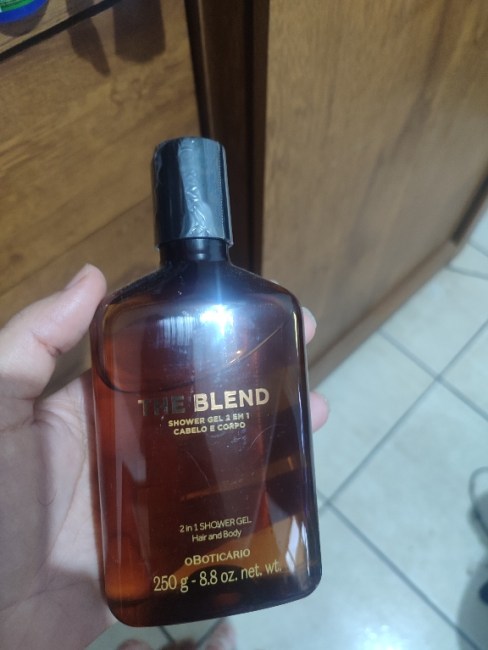 THE BLEND
SHOWER GEL 2 EM 1
CABELO E CORPO
2 in 1 SHOWER GEL
Hair and Body
oBOTICÁRIO
250 g - 8.8 oz. net. wt.